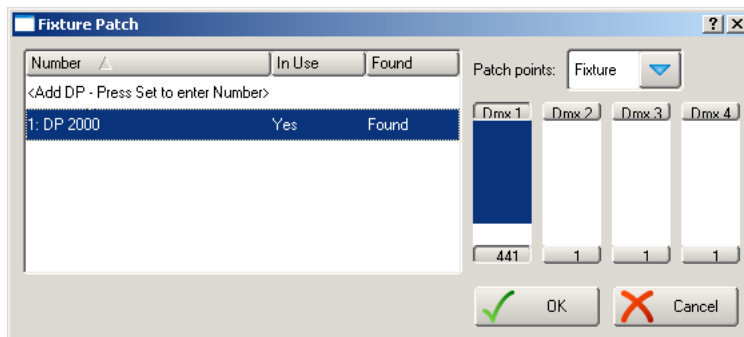 Fixture Patch
Number In Use Found
<Add DP - Press Set to enter Number>
1: DP 2000 Yes Found
Patch points: Fixture
Dmx 1 Dmx 2 Dmx 3 Dmx 4
441 1 1 1
OK Cancel